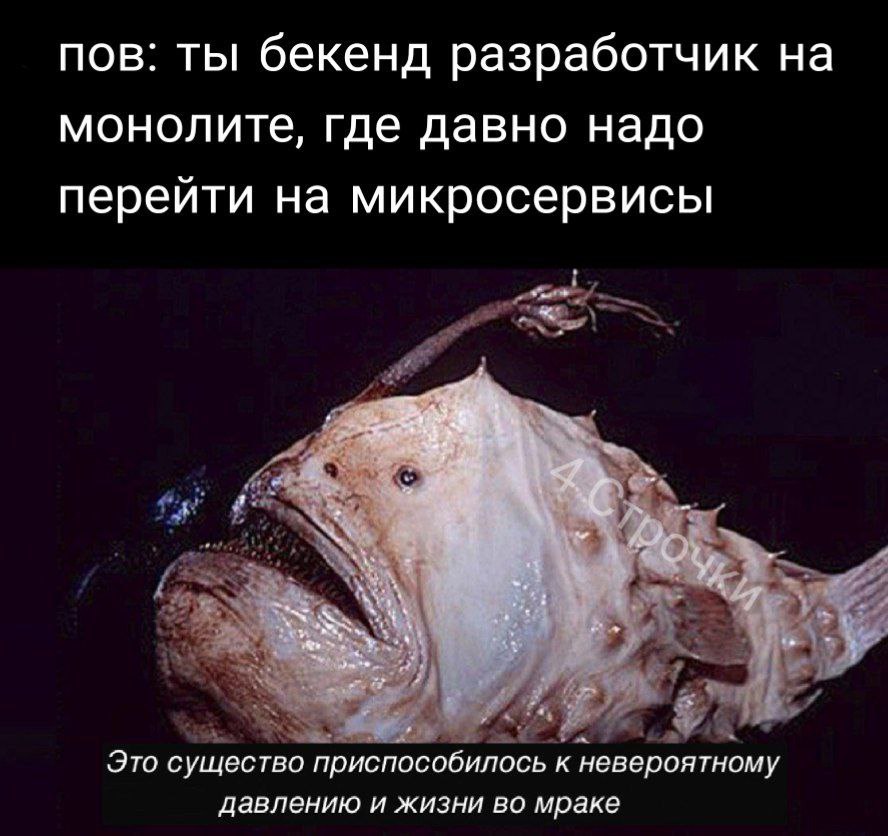 пов: ты бекенд разработчик на
монолите, где давно надо
перейти на микросервисы
4 Строчки
Это существо приспособилось к невероятному
давлению и жизни во мраке